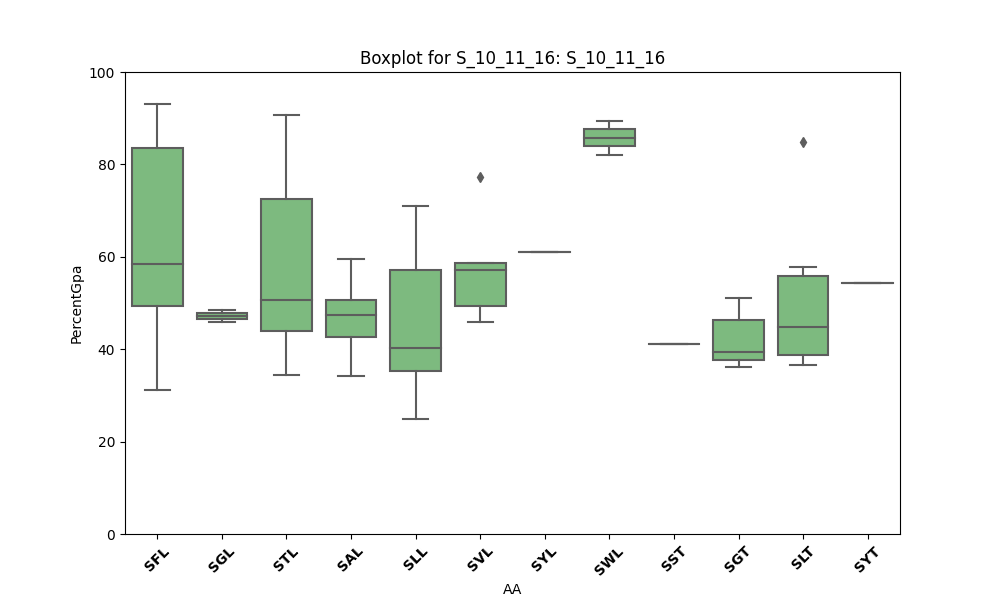 Boxplot for S_10_11_16: S_10_11_16
100
80
60
40
20
0
PercentGpa
SFL
SGL
STL
SAL
SLL
SVL
SYL
SWL
SST
SGT
SLT
SYT
AA